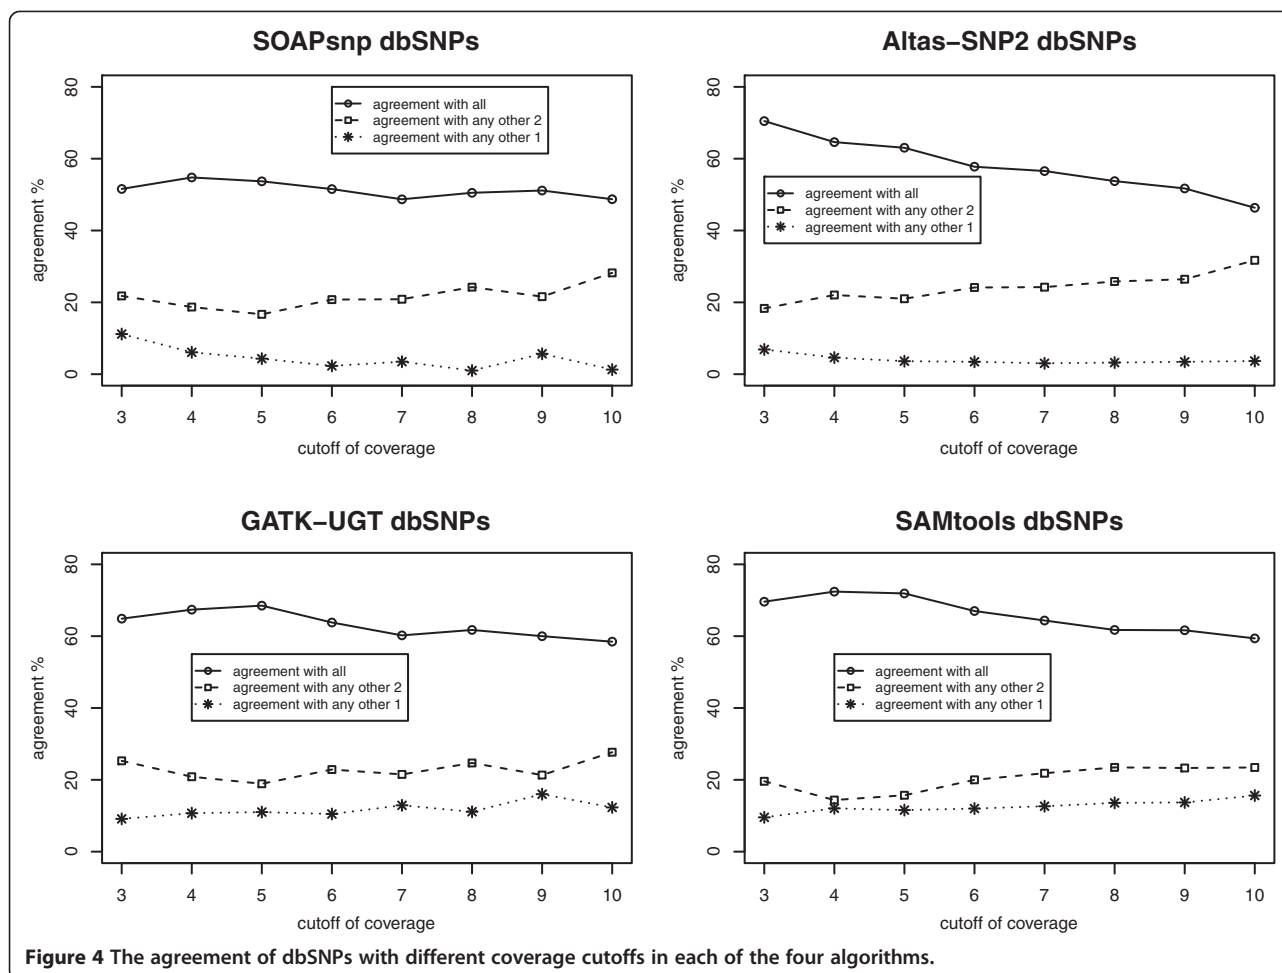 SOAPsnp dbSNPs
agreement %
80
60
40
20
0
agreement with all
agreement with any other 2
agreement with any other 1
3 4 5 6 7 8 9 10
cutoff of coverage
Altas–SNP2 dbSNPs
agreement %
80
60
40
20
0
agreement with all
agreement with any other 2
agreement with any other 1
3 4 5 6 7 8 9 10
cutoff of coverage
GATK–UGT dbSNPs
agreement %
80
60
40
20
0
agreement with all
agreement with any other 2
agreement with any other 1
3 4 5 6 7 8 9 10
cutoff of coverage
SAMtools dbSNPs
agreement %
80
60
40
20
0
agreement with all
agreement with any other 2
agreement with any other 1
3 4 5 6 7 8 9 10
cutoff of coverage
Figure 4 The agreement of dbSNPs with different coverage cutoffs in each of the four algorithms.